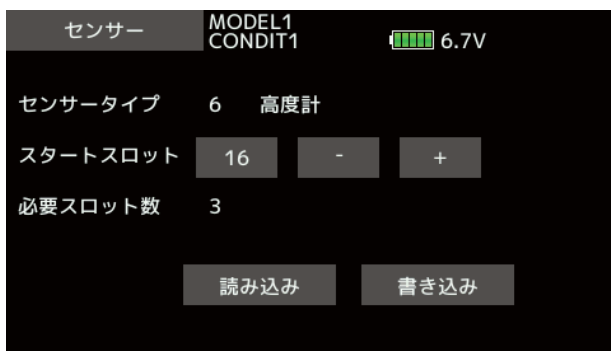 センサー
MODEL1
CONDIT1
6.7V
センサータイプ 6 高度計
スタートスロット 16 - +
必要スロット数 3
読み込み 書き込み